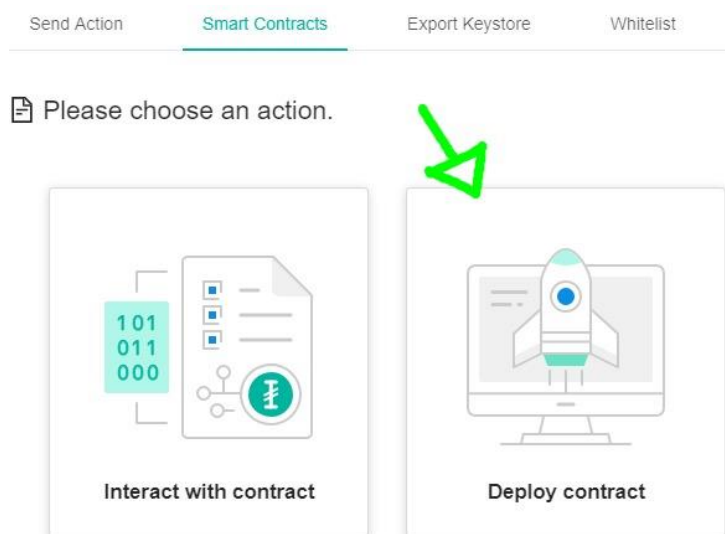 Send Action Smart Contracts Export Keystore Whitelist
Please choose an action.
101
011
000
Interact with contract Deploy contract